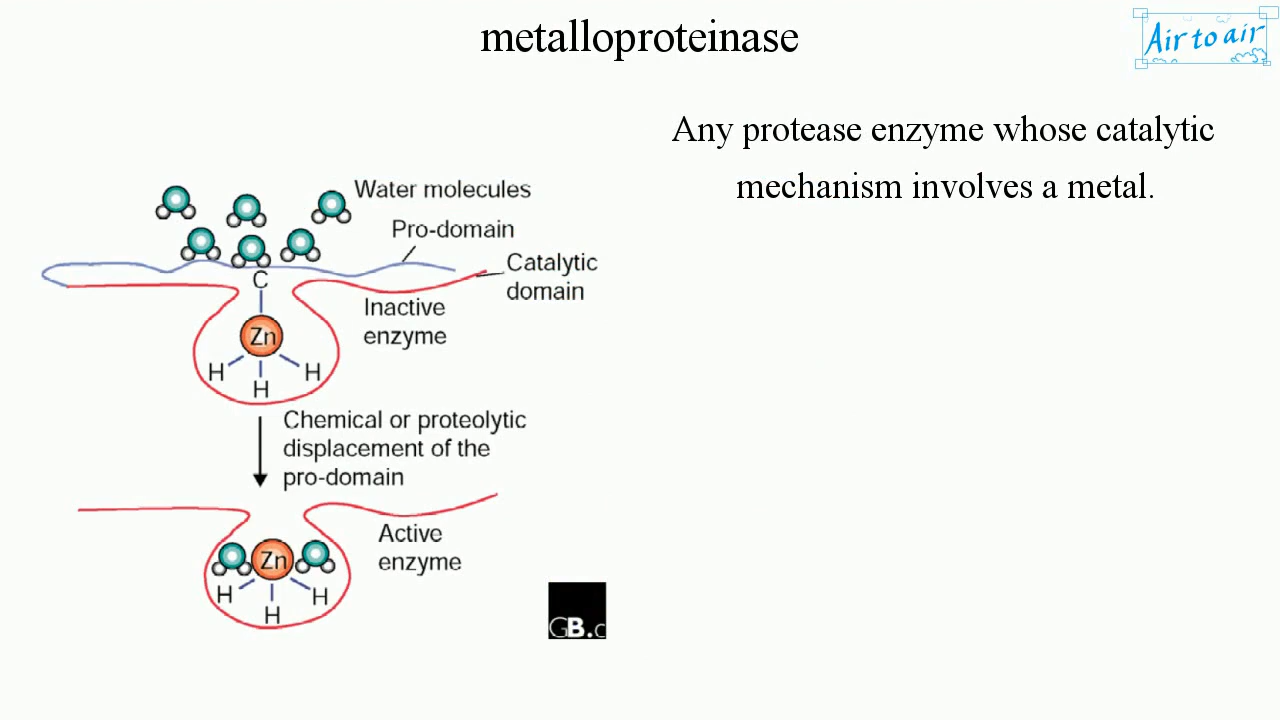 metalloproteinase
Air to air
Any protease enzyme whose catalytic
mechanism involves a metal.
Water molecules
Pro-domain
Catalytic
domain
C
Inactive
enzyme
Zn
H
H
H
Chemical or proteolytic
displacement of the
pro-domain
Active
enzyme
Zn
H
H
H
GB.c